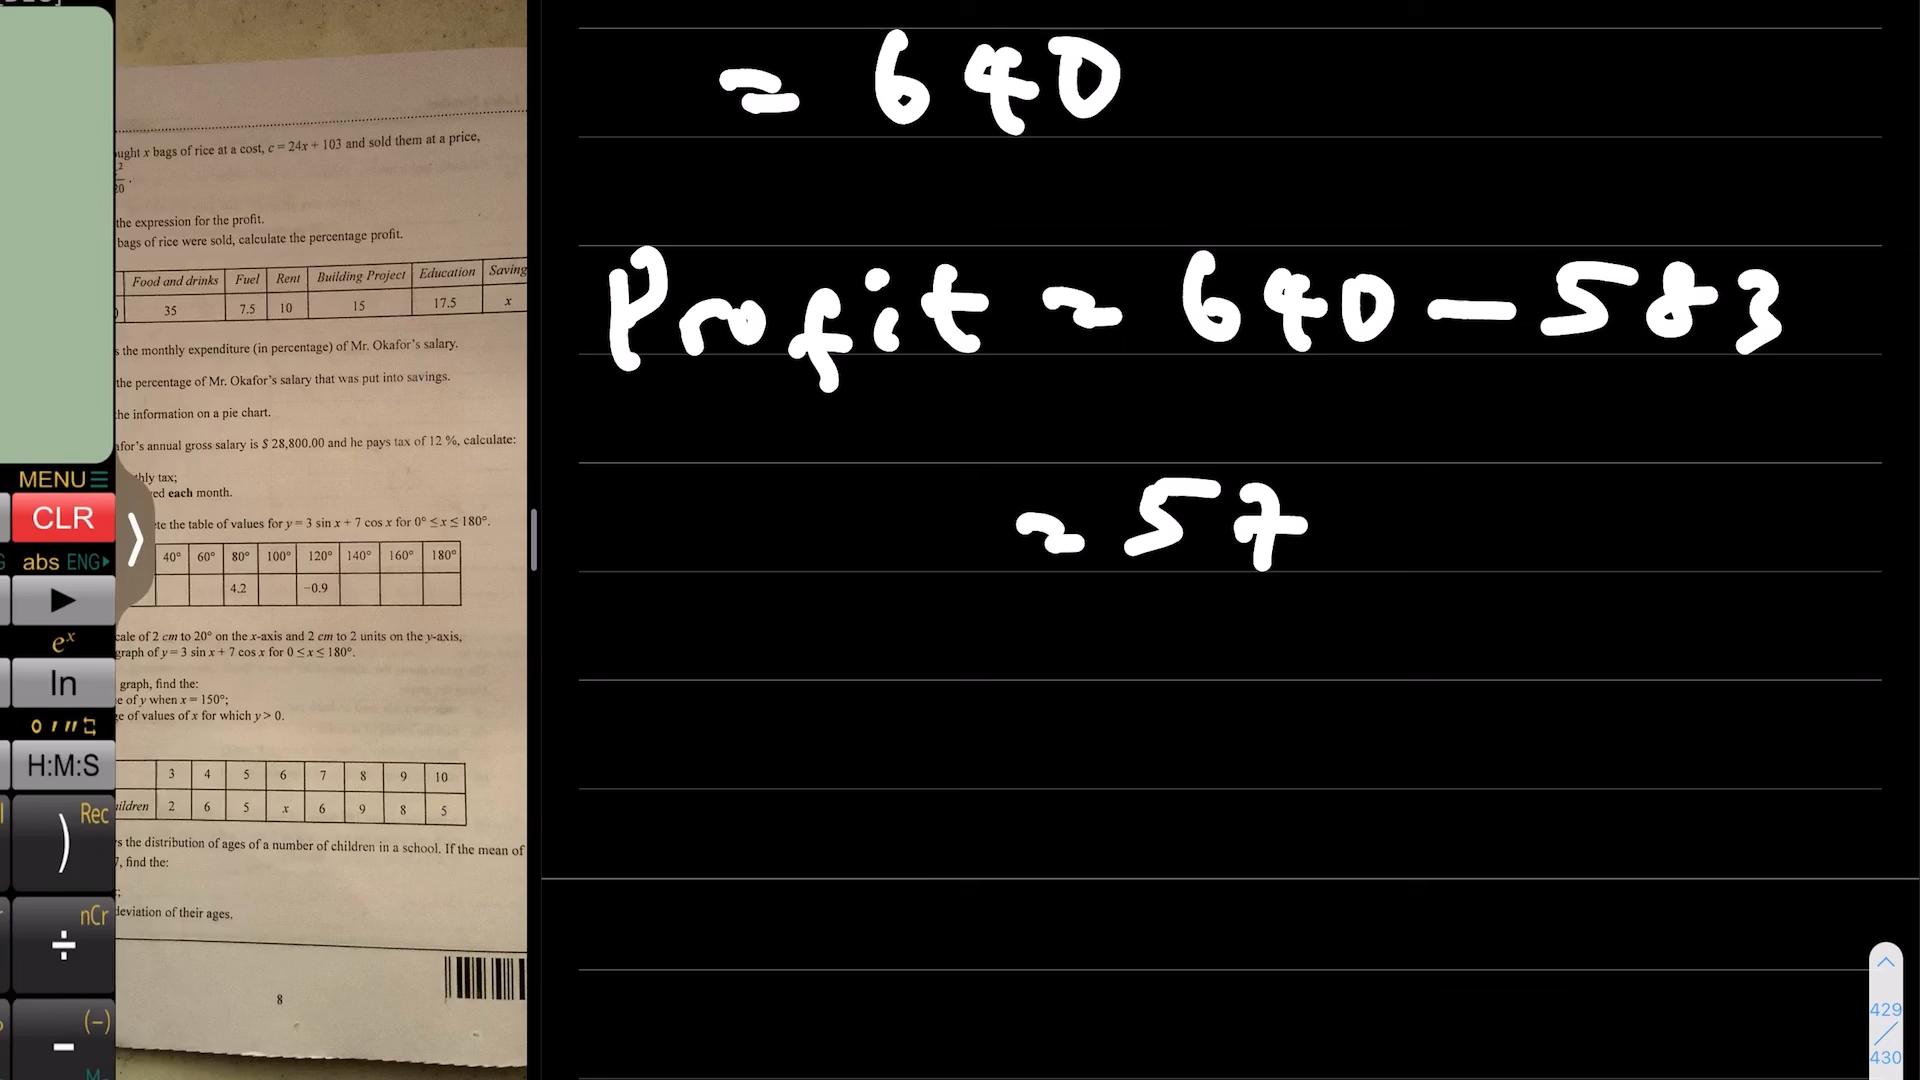 MENU
CLR
abs ENG
eˣ
ln
H:M:S
Rec
)
nCr
÷
(−)
-
x bags of rice at a cost, c = 24x + 103 and sold them at a price,
the expression for the profit.
bags of rice were sold, calculate the percentage profit.
Food and drinks Fuel Rent Building Project Education
35 7.5 10 15 17.5 x
the monthly expenditure (in percentage) of Mr. Okafor's salary.
the percentage of Mr. Okafor's salary that was put into savings.
the information on a pie chart.
annual gross salary is $ 28,800.00 and he pays tax of 12 %, calculate:
tax;
each month.
the table of values for y = 3 sin x + 7 cos x for 0° ≤ x ≤ 180°.
40° 60° 80° 100° 120° 140° 160° 180°
4.2 −0.9
of 2 cm to 20° on the x-axis and 2 cm to 2 units on the y-axis,
graph of y = 3 sin x + 7 cos x for 0 ≤ x ≤ 180°.
graph, find the:
of y when x = 150°;
of values of x for which y > 0.
3 4 5 6 7 8 9 10
2 6 5 x 6 9 8 5
the distribution of ages of a number of children in a school. If the mean of
find the:
deviation of their ages.
8
= 640
Profit = 640 - 583
= 57
429
/
430